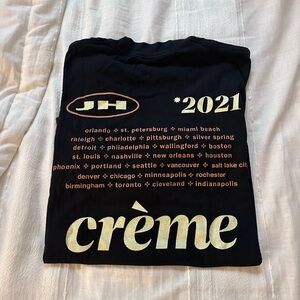 JH *2021
orlando ÷ st. petersburg ÷ miami beach
raleigh ÷ charlotte ÷ pittsburgh ÷ silver spring
detroit ÷ philadelphia ÷ wallingford ÷ boston
st. louis ÷ nashville ÷ new orleans ÷ houston
phoenix ÷ portland ÷ seattle ÷ vancouver ÷ salt lake cit
denver ÷ chicago ÷ minneapolis ÷ rochester
birmingham ÷ toronto ÷ cleveland ÷ indianapolis
crème